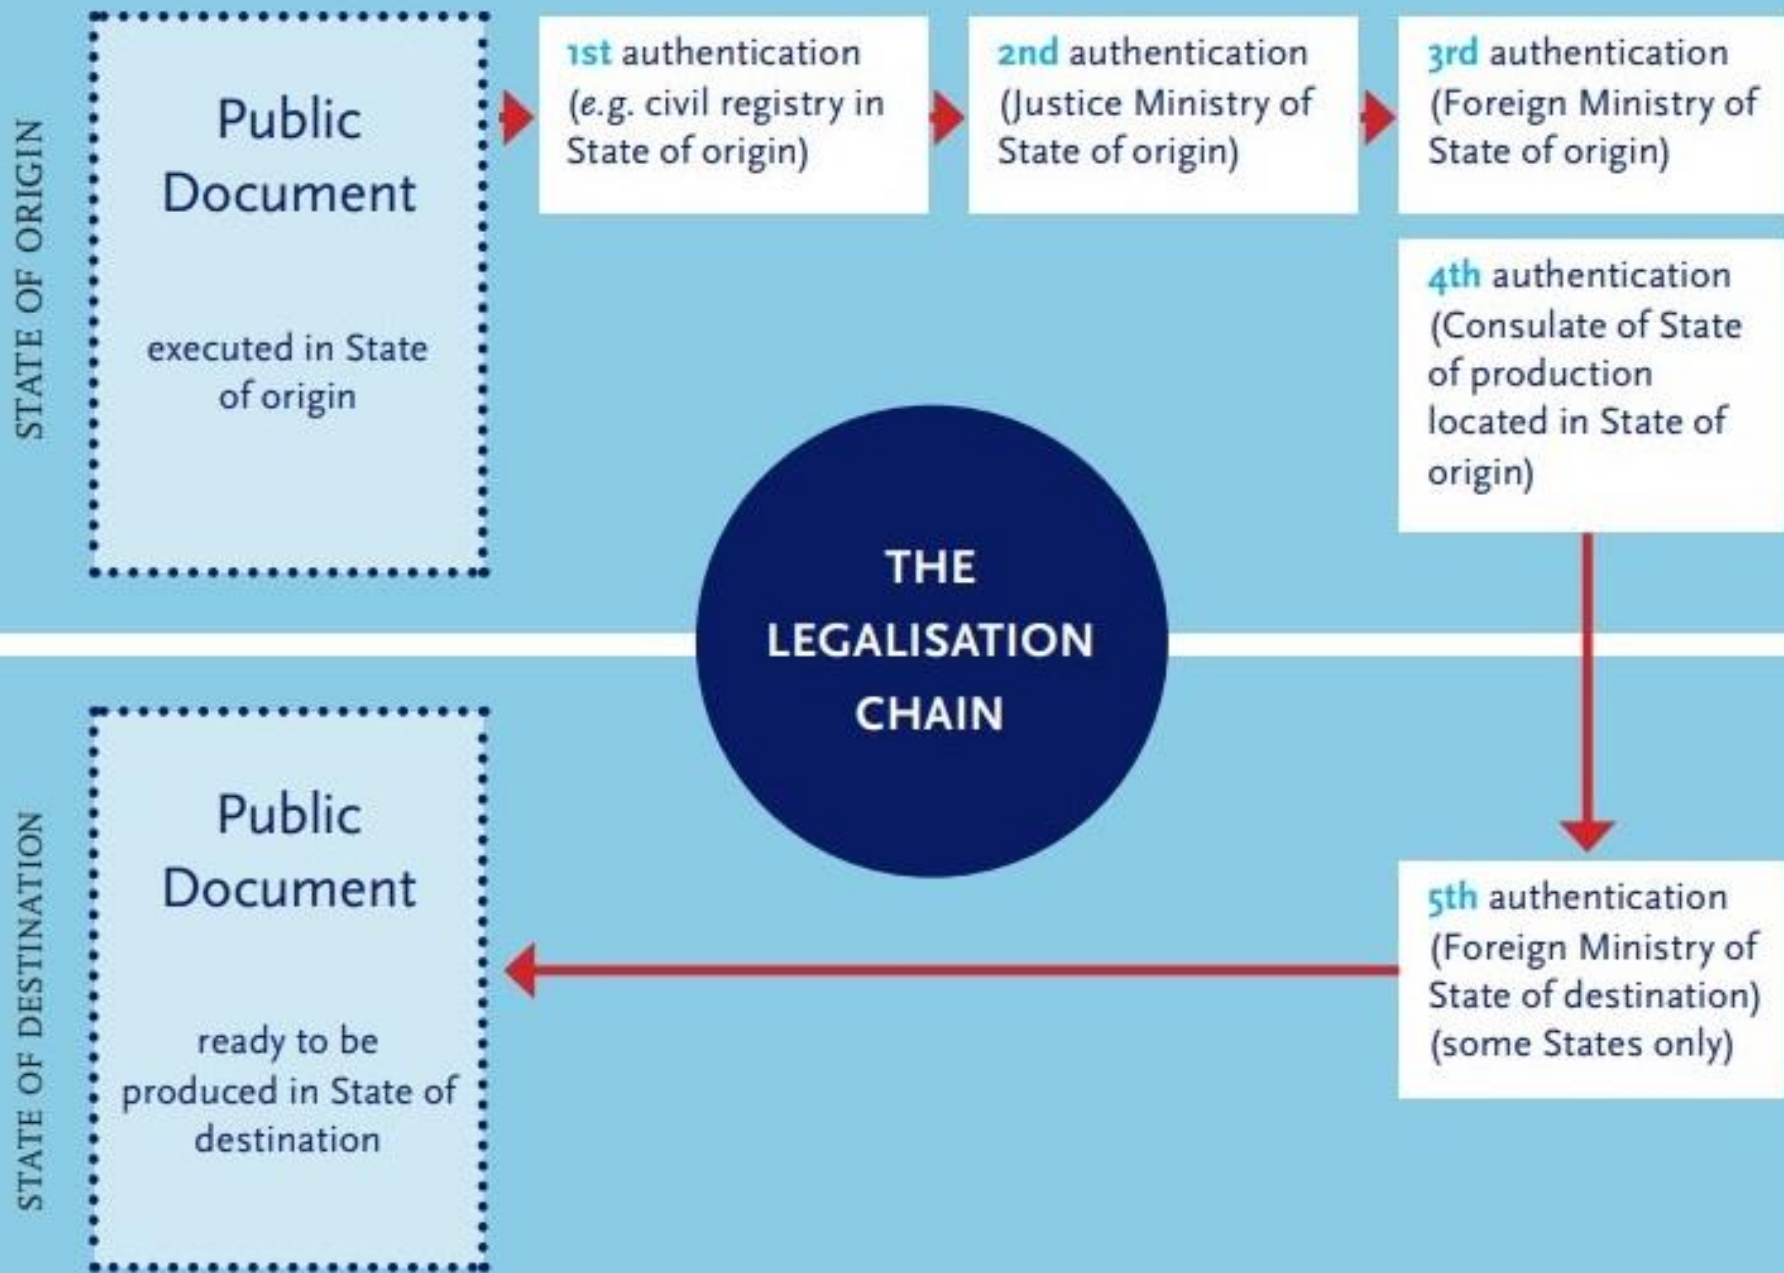 STATE OF ORIGIN
Public
Document
executed in State
of origin
1st authentication
(e.g. civil registry in
State of origin)
2nd authentication
(Justice Ministry of
State of origin)
3rd authentication
(Foreign Ministry of
State of origin)
4th authentication
(Consulate of State
of production
located in State of
origin)
THE
LEGALISATION
CHAIN
STATE OF DESTINATION
Public
Document
ready to be
produced in State of
destination
5th authentication
(Foreign Ministry of
State of destination)
(some States only)